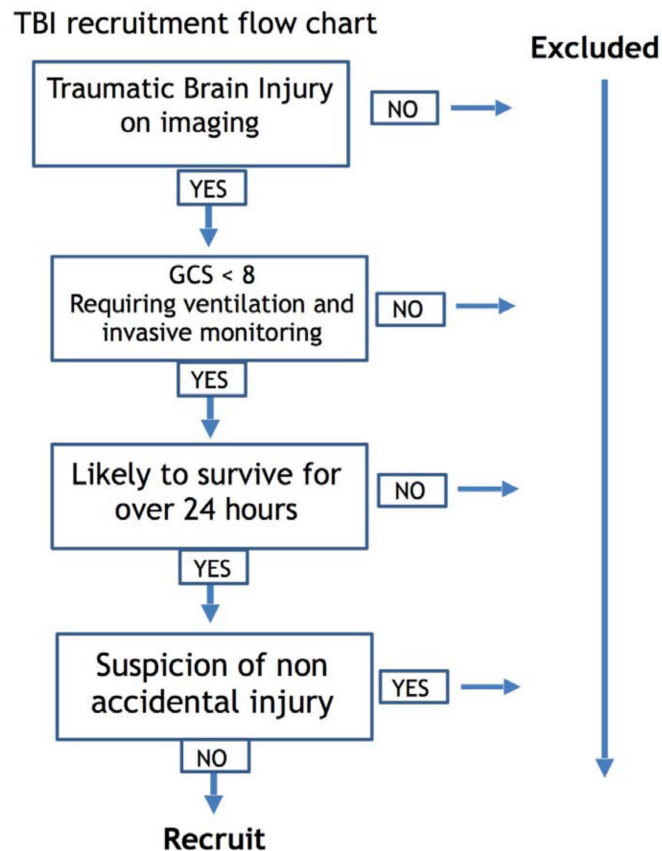 TBI recruitment flow chart
Excluded
Traumatic Brain Injury
on imaging
NO
YES
GCS < 8
Requiring ventilation and
invasive monitoring
NO
YES
Likely to survive for
over 24 hours
NO
YES
Suspicion of non
accidental injury
YES
NO
Recruit